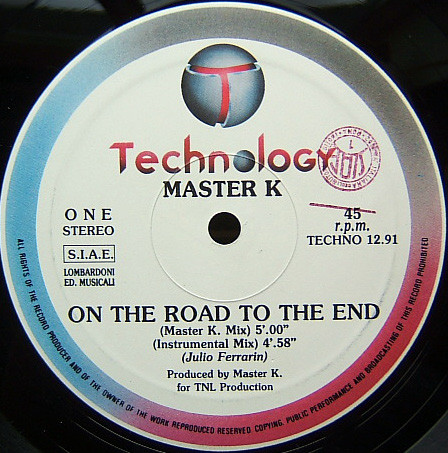 T
Technology
MASTER K
ONE
STEREO
S.I.A.E.
LOMBARDONI
ED. MUSICALI
45
r.p.m.
TECHNO 12.91
ON THE ROAD TO THE END
(Master K. Mix) 5’.00”
(Instrumental Mix) 4’.58”
(Julio Ferrarin)
Produced by Master K.
for TNL Production
ALL RIGHTS OF THE RECORD PRODUCER AND OF THE OWNER OF THE WORK REPRODUCED RESERVED COPYING. PUBLIC PERFORMANCE AND BROADCASTING OF THIS RECORD PROHIBITED